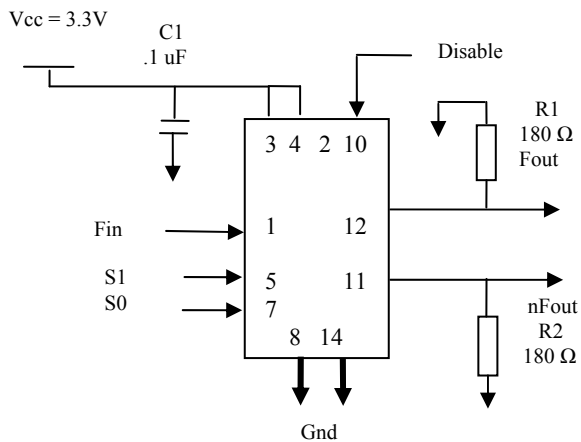 Vcc = 3.3V
C1
.1 uF
Disable
R1
180 Ω
Fout
3 4 2 10
Fin
1 12
S1
5 11
S0
7
nFout
R2
180 Ω
8 14
Gnd